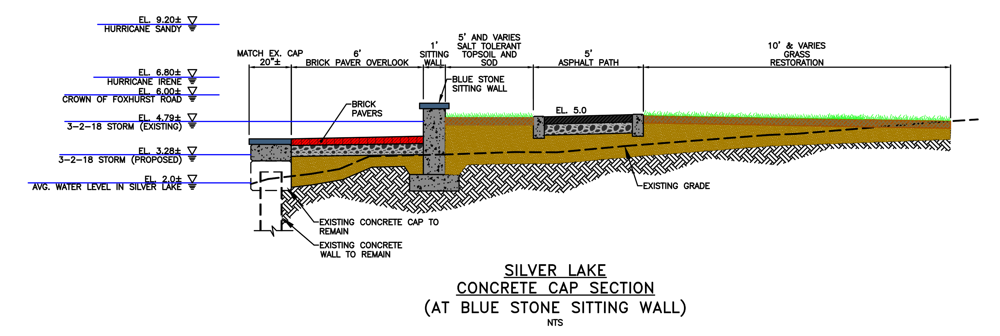 EL. 9.20±
HURRICANE SANDY
EL. 6.80±
HURRICANE IRENE
EL. 6.00±
CROWN OF FOXHURST ROAD
EL. 4.79±
3-2-18 STORM (EXISTING)
EL. 3.28±
3-2-18 STORM (PROPOSED)
EL. 2.0±
AVG. WATER LEVEL IN SILVER LAKE
MATCH EX. CAP
20"±
6'
BRICK PAVER OVERLOOK
1'
SITTING
WALL
5' AND VARIES
SALT TOLERANT
TOPSOIL AND
SOD
5'
ASPHALT PATH
10' & VARIES
GRASS
RESTORATION
BLUE STONE
SITTING WALL
BRICK
PAVERS
EL. 5.0
EXISTING GRADE
EXISTING CONCRETE CAP TO
REMAIN
EXISTING CONCRETE
WALL TO REMAIN
SILVER LAKE
CONCRETE CAP SECTION
(AT BLUE STONE SITTING WALL)
NTS